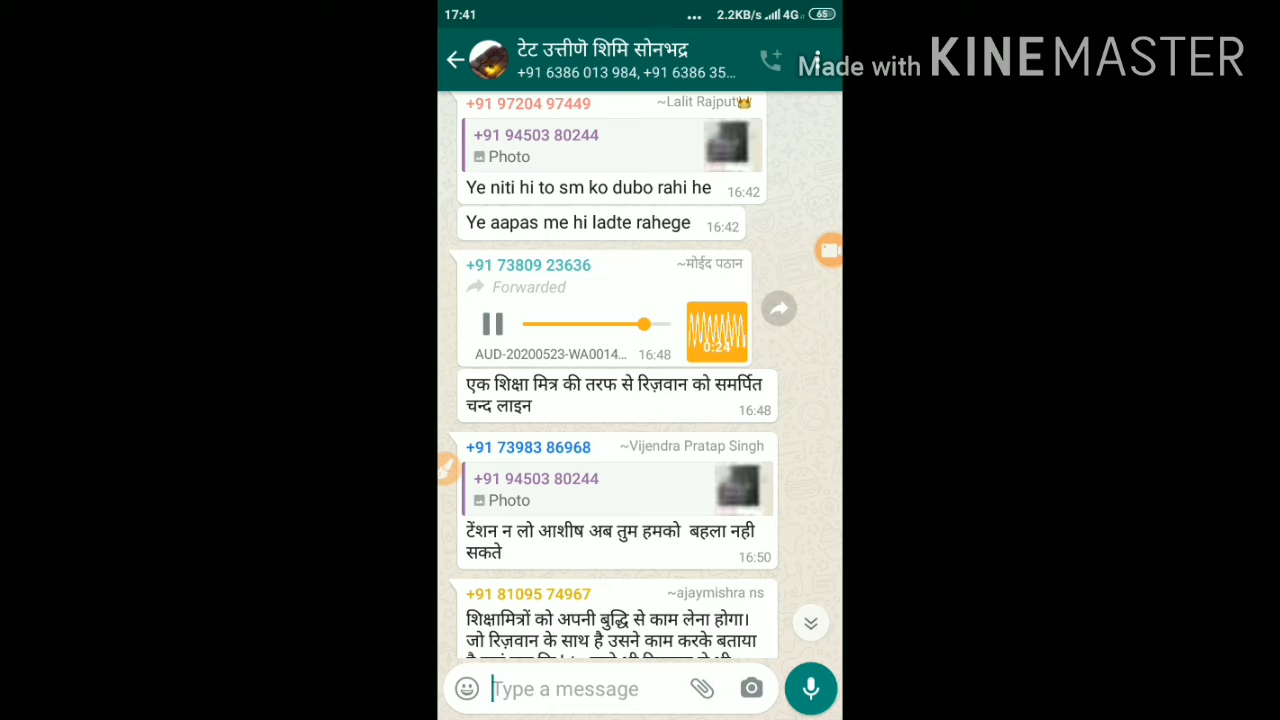 17:41
... 2.2KB/s 4G 65
टेट उत्तीणॆ शिमि सोनभद्र
+91 6386 013 984, +91 6386 35...
Made with KINEMASTER
+91 97204 97449 ~Lalit Rajput👑
+91 94503 80244
Photo
Ye niti hi to sm ko dubo rahi he 16:42
Ye aapas me hi ladte rahege 16:42
+91 73809 23636 ~मोईद पठान
Forwarded
0:24
AUD-20200523-WA0014... 16:48
एक शिक्षा मित्र की तरफ से रिज़वान को समर्पित
चन्द लाइन 16:48
+91 73983 86968 ~Vijendra Pratap Singh
+91 94503 80244
Photo
टेंशन न लो आशीष अब तुम हमको बहला नही
सकते 16:50
+91 81095 74967 ~ajaymishra ns
शिक्षामित्रों को अपनी बुद्धि से काम लेना होगा।
जो रिज़वान के साथ है उसने काम करके बताया
Type a message